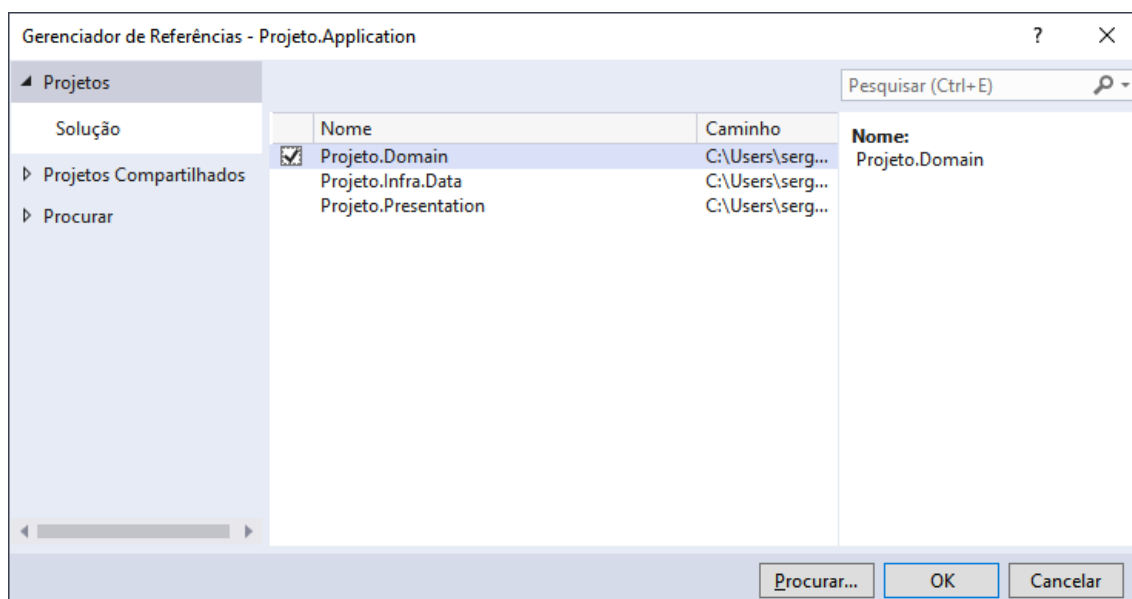 Gerenciador de Referências - Projeto.Application
?
Projetos
Pesquisar (Ctrl+E)
Solução
Nome Caminho
Nome:
Projeto.Domain C:\Users\serg...
Projeto.Domain
Projetos Compartilhados
Projeto.Infra.Data C:\Users\serg...
Projeto.Presentation C:\Users\serg...
Procurar
Procurar...
OK
Cancelar